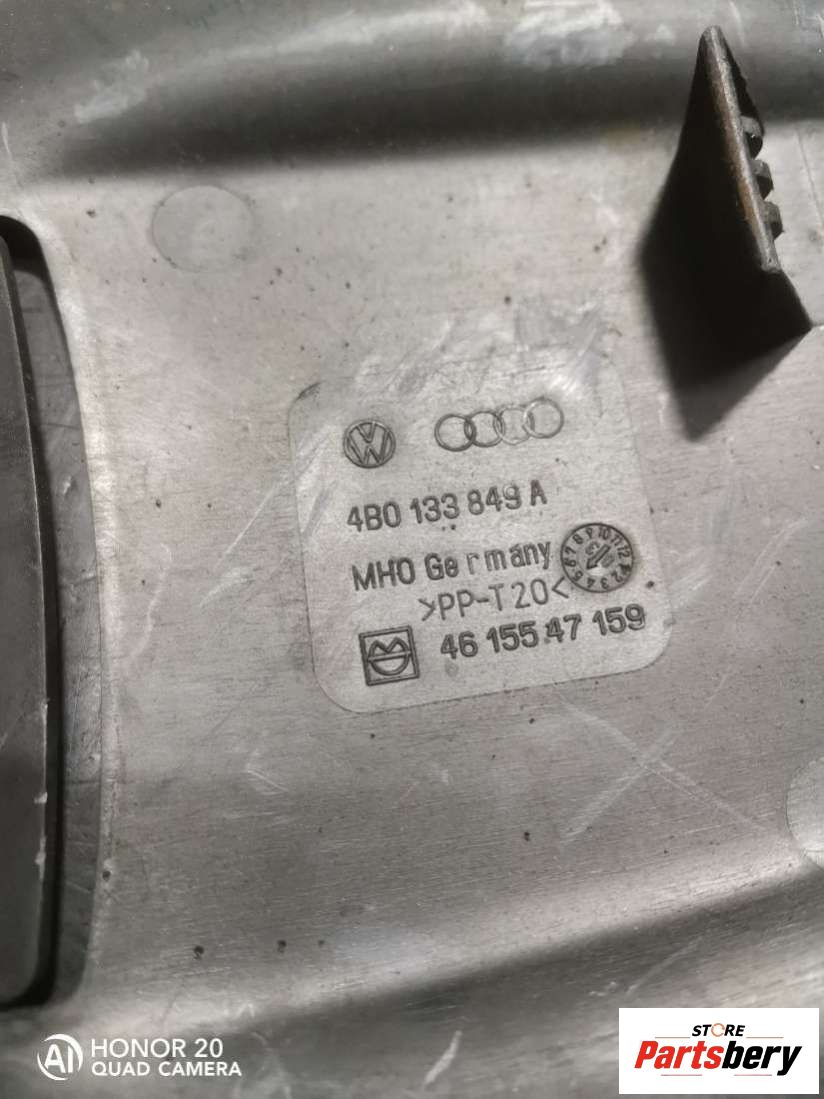 4B0 133 849 A
MHO Germany
>PP-T20<
46 155 47 159
HONOR 20
QUAD CAMERA
STORE
Partsbery